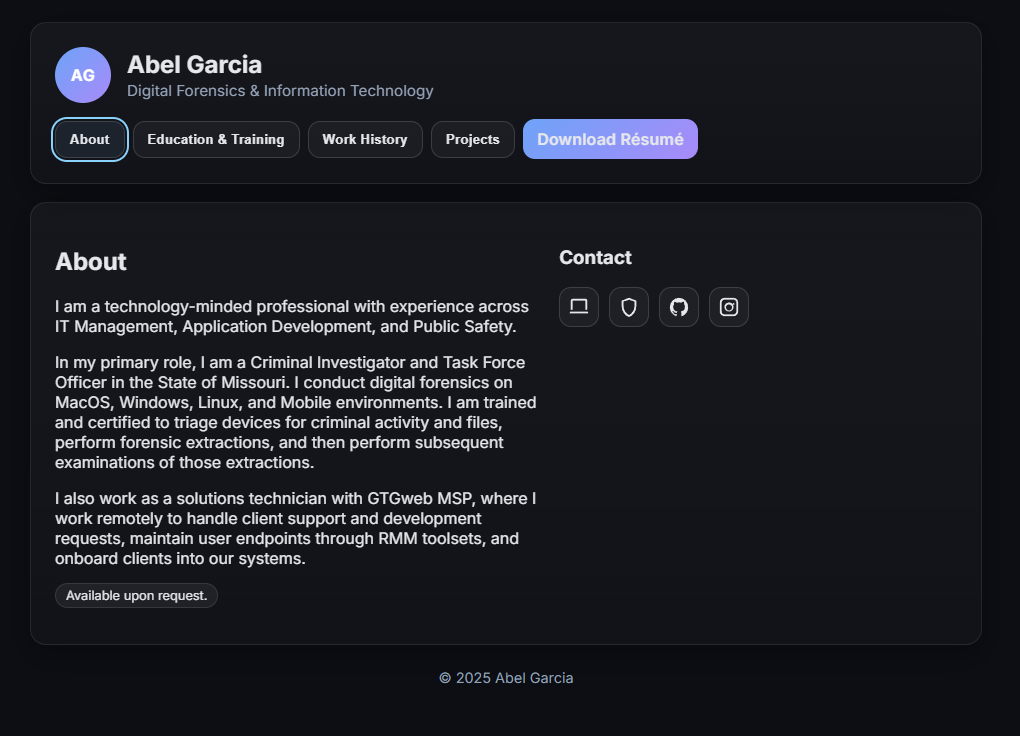 AG
Abel Garcia
Digital Forensics & Information Technology
About
Education & Training
Work History
Projects
Download Résumé
About
I am a technology-minded professional with experience across
IT Management, Application Development, and Public Safety.
In my primary role, I am a Criminal Investigator and Task Force
Officer in the State of Missouri. I conduct digital forensics on
MacOS, Windows, Linux, and Mobile environments. I am trained
and certified to triage devices for criminal activity and files,
perform forensic extractions, and then perform subsequent
examinations of those extractions.
I also work as a solutions technician with GTGweb MSP, where I
work remotely to handle client support and development
requests, maintain user endpoints through RMM toolsets, and
onboard clients into our systems.
Available upon request.
Contact
© 2025 Abel Garcia